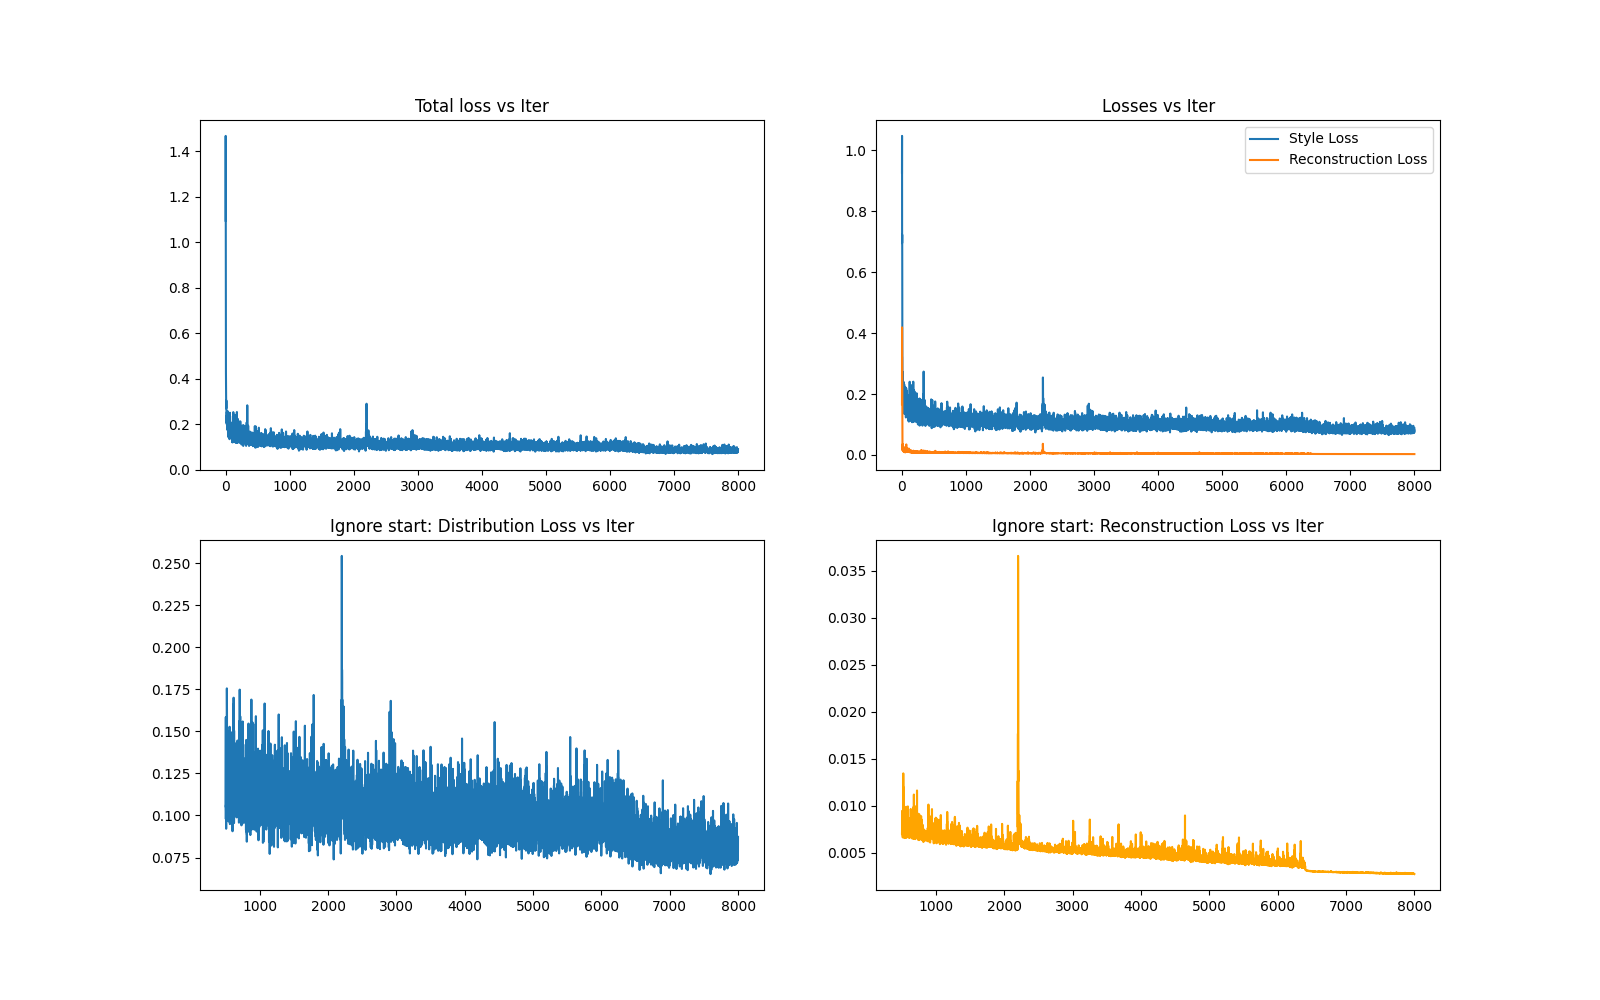 Total loss vs Iter
1.4
1.2
1.0
0.8
0.6
0.4
0.2
0.0
0 1000 2000 3000 4000 5000 6000 7000 8000
Losses vs Iter
Style Loss
Reconstruction Loss
1.0
0.8
0.6
0.4
0.2
0.0
0 1000 2000 3000 4000 5000 6000 7000 8000
Ignore start: Distribution Loss vs Iter
0.250
0.225
0.200
0.175
0.150
0.125
0.100
0.075
1000 2000 3000 4000 5000 6000 7000 8000
Ignore start: Reconstruction Loss vs Iter
0.035
0.030
0.025
0.020
0.015
0.010
0.005
1000 2000 3000 4000 5000 6000 7000 8000